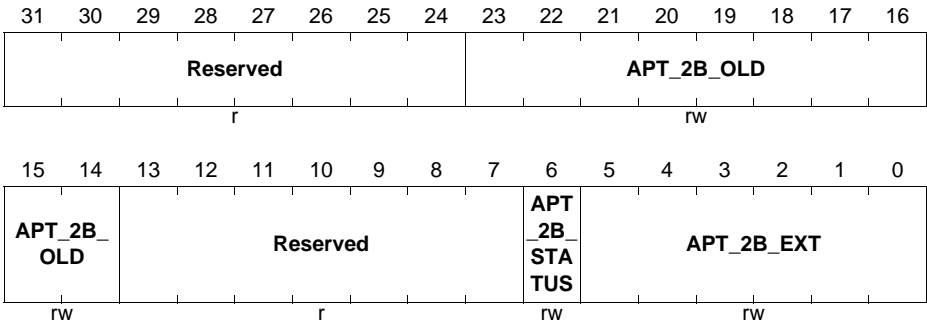 31 30 29 28 27 26 25 24 23 22 21 20 19 18 17 16
Reserved APT_2B_OLD
r rw
15 14 13 12 11 10 9 8 7 6 5 4 3 2 1 0
APT_2B_
OLD
Reserved
APT
_2B_
STA
TUS
APT_2B_EXT
rw r rw rw